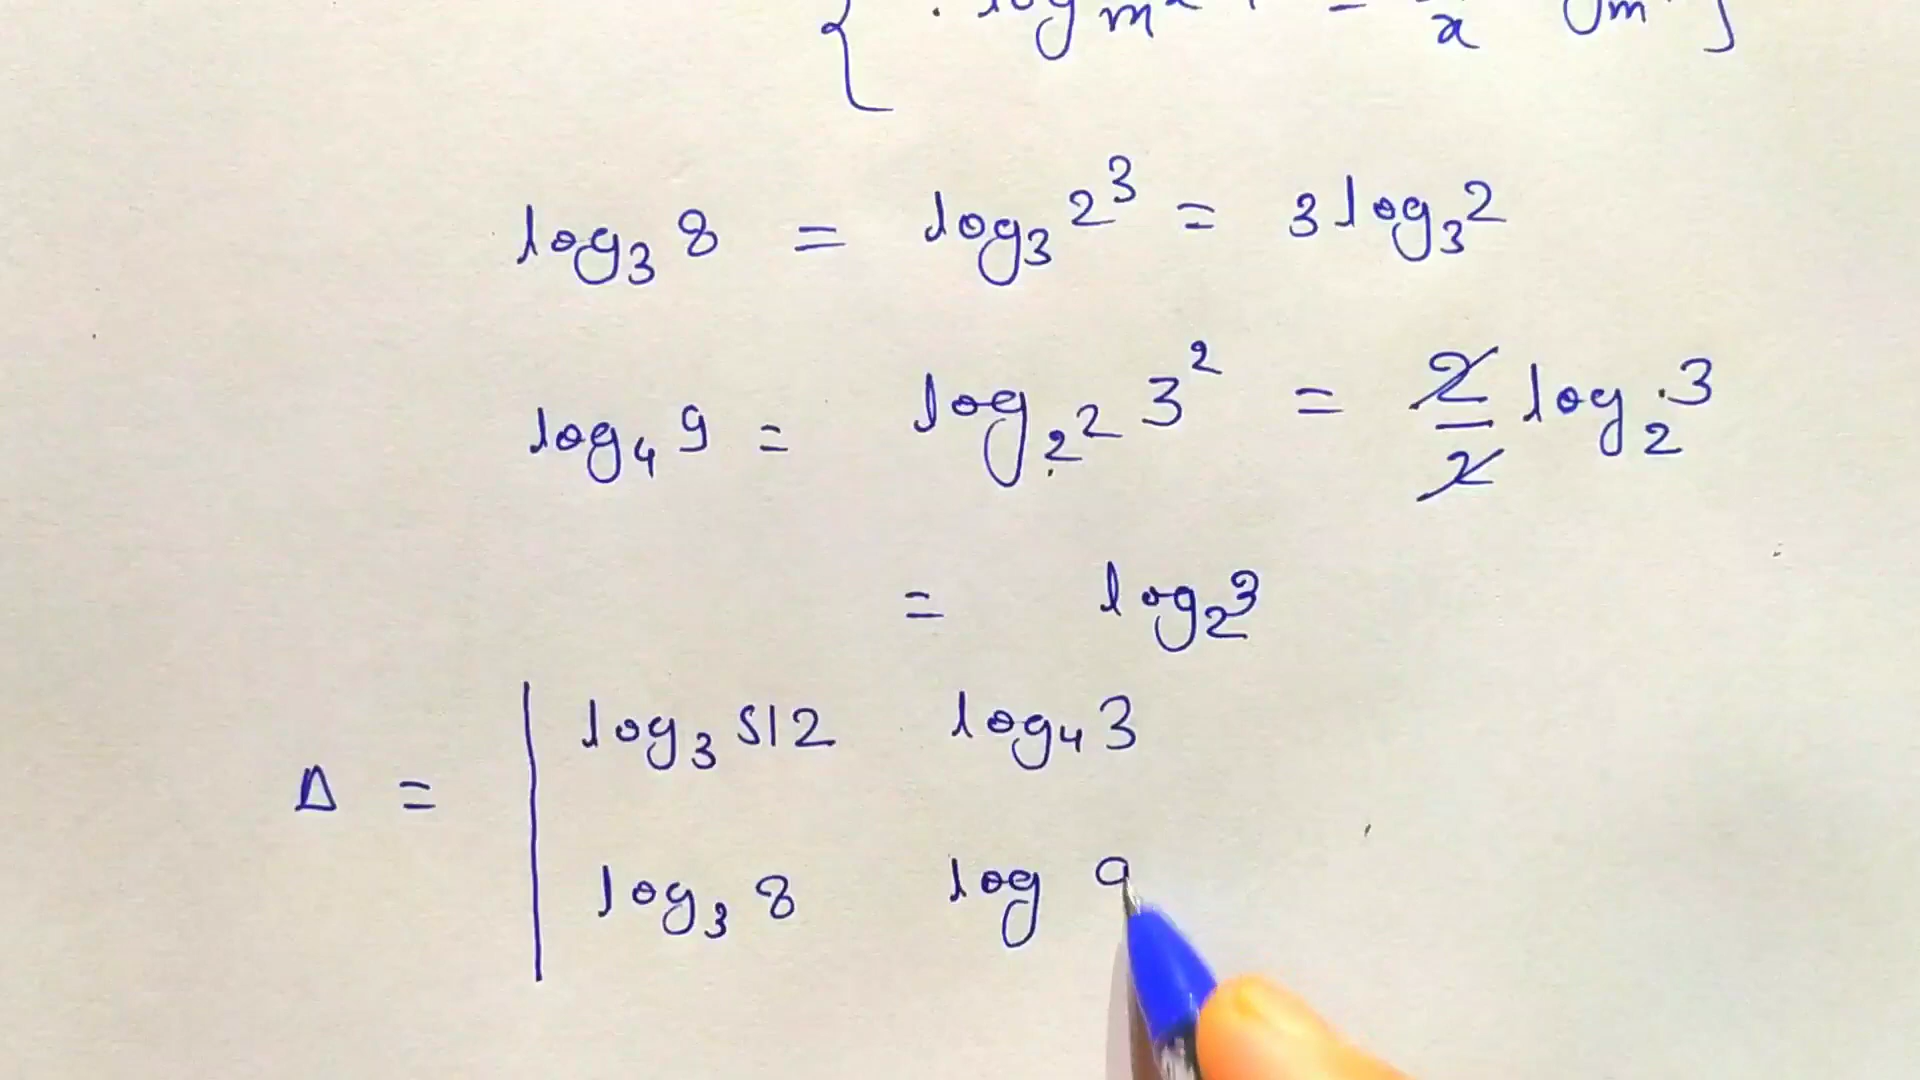 log₃ 8 = log₃ 2³ = 3 log₃ 2
log₄ 9 = log₂² 3² = 2/2 log₂ 3
= log₂ 3
Δ = | log₃ 512 log₄ 3
log₃ 8 log 9